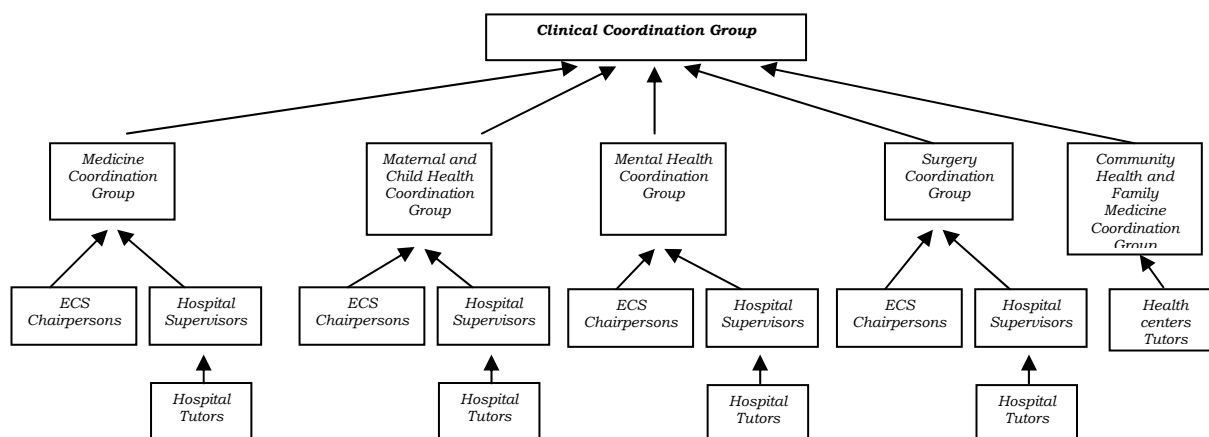 Clinical Coordination Group
Medicine
Coordination
Group
Maternal and
Child Health
Coordination
Group
Mental Health
Coordination
Group
Surgery
Coordination
Group
Community
Health and
Family
Medicine
Coordination
Group
ECS
Chairpersons
Hospital
Supervisors
ECS
Chairpersons
Hospital
Supervisors
ECS
Chairpersons
Hospital
Supervisors
ECS
Chairpersons
Hospital
Supervisors
Health
centers
Tutors
Hospital
Tutors
Hospital
Tutors
Hospital
Tutors
Hospital
Tutors